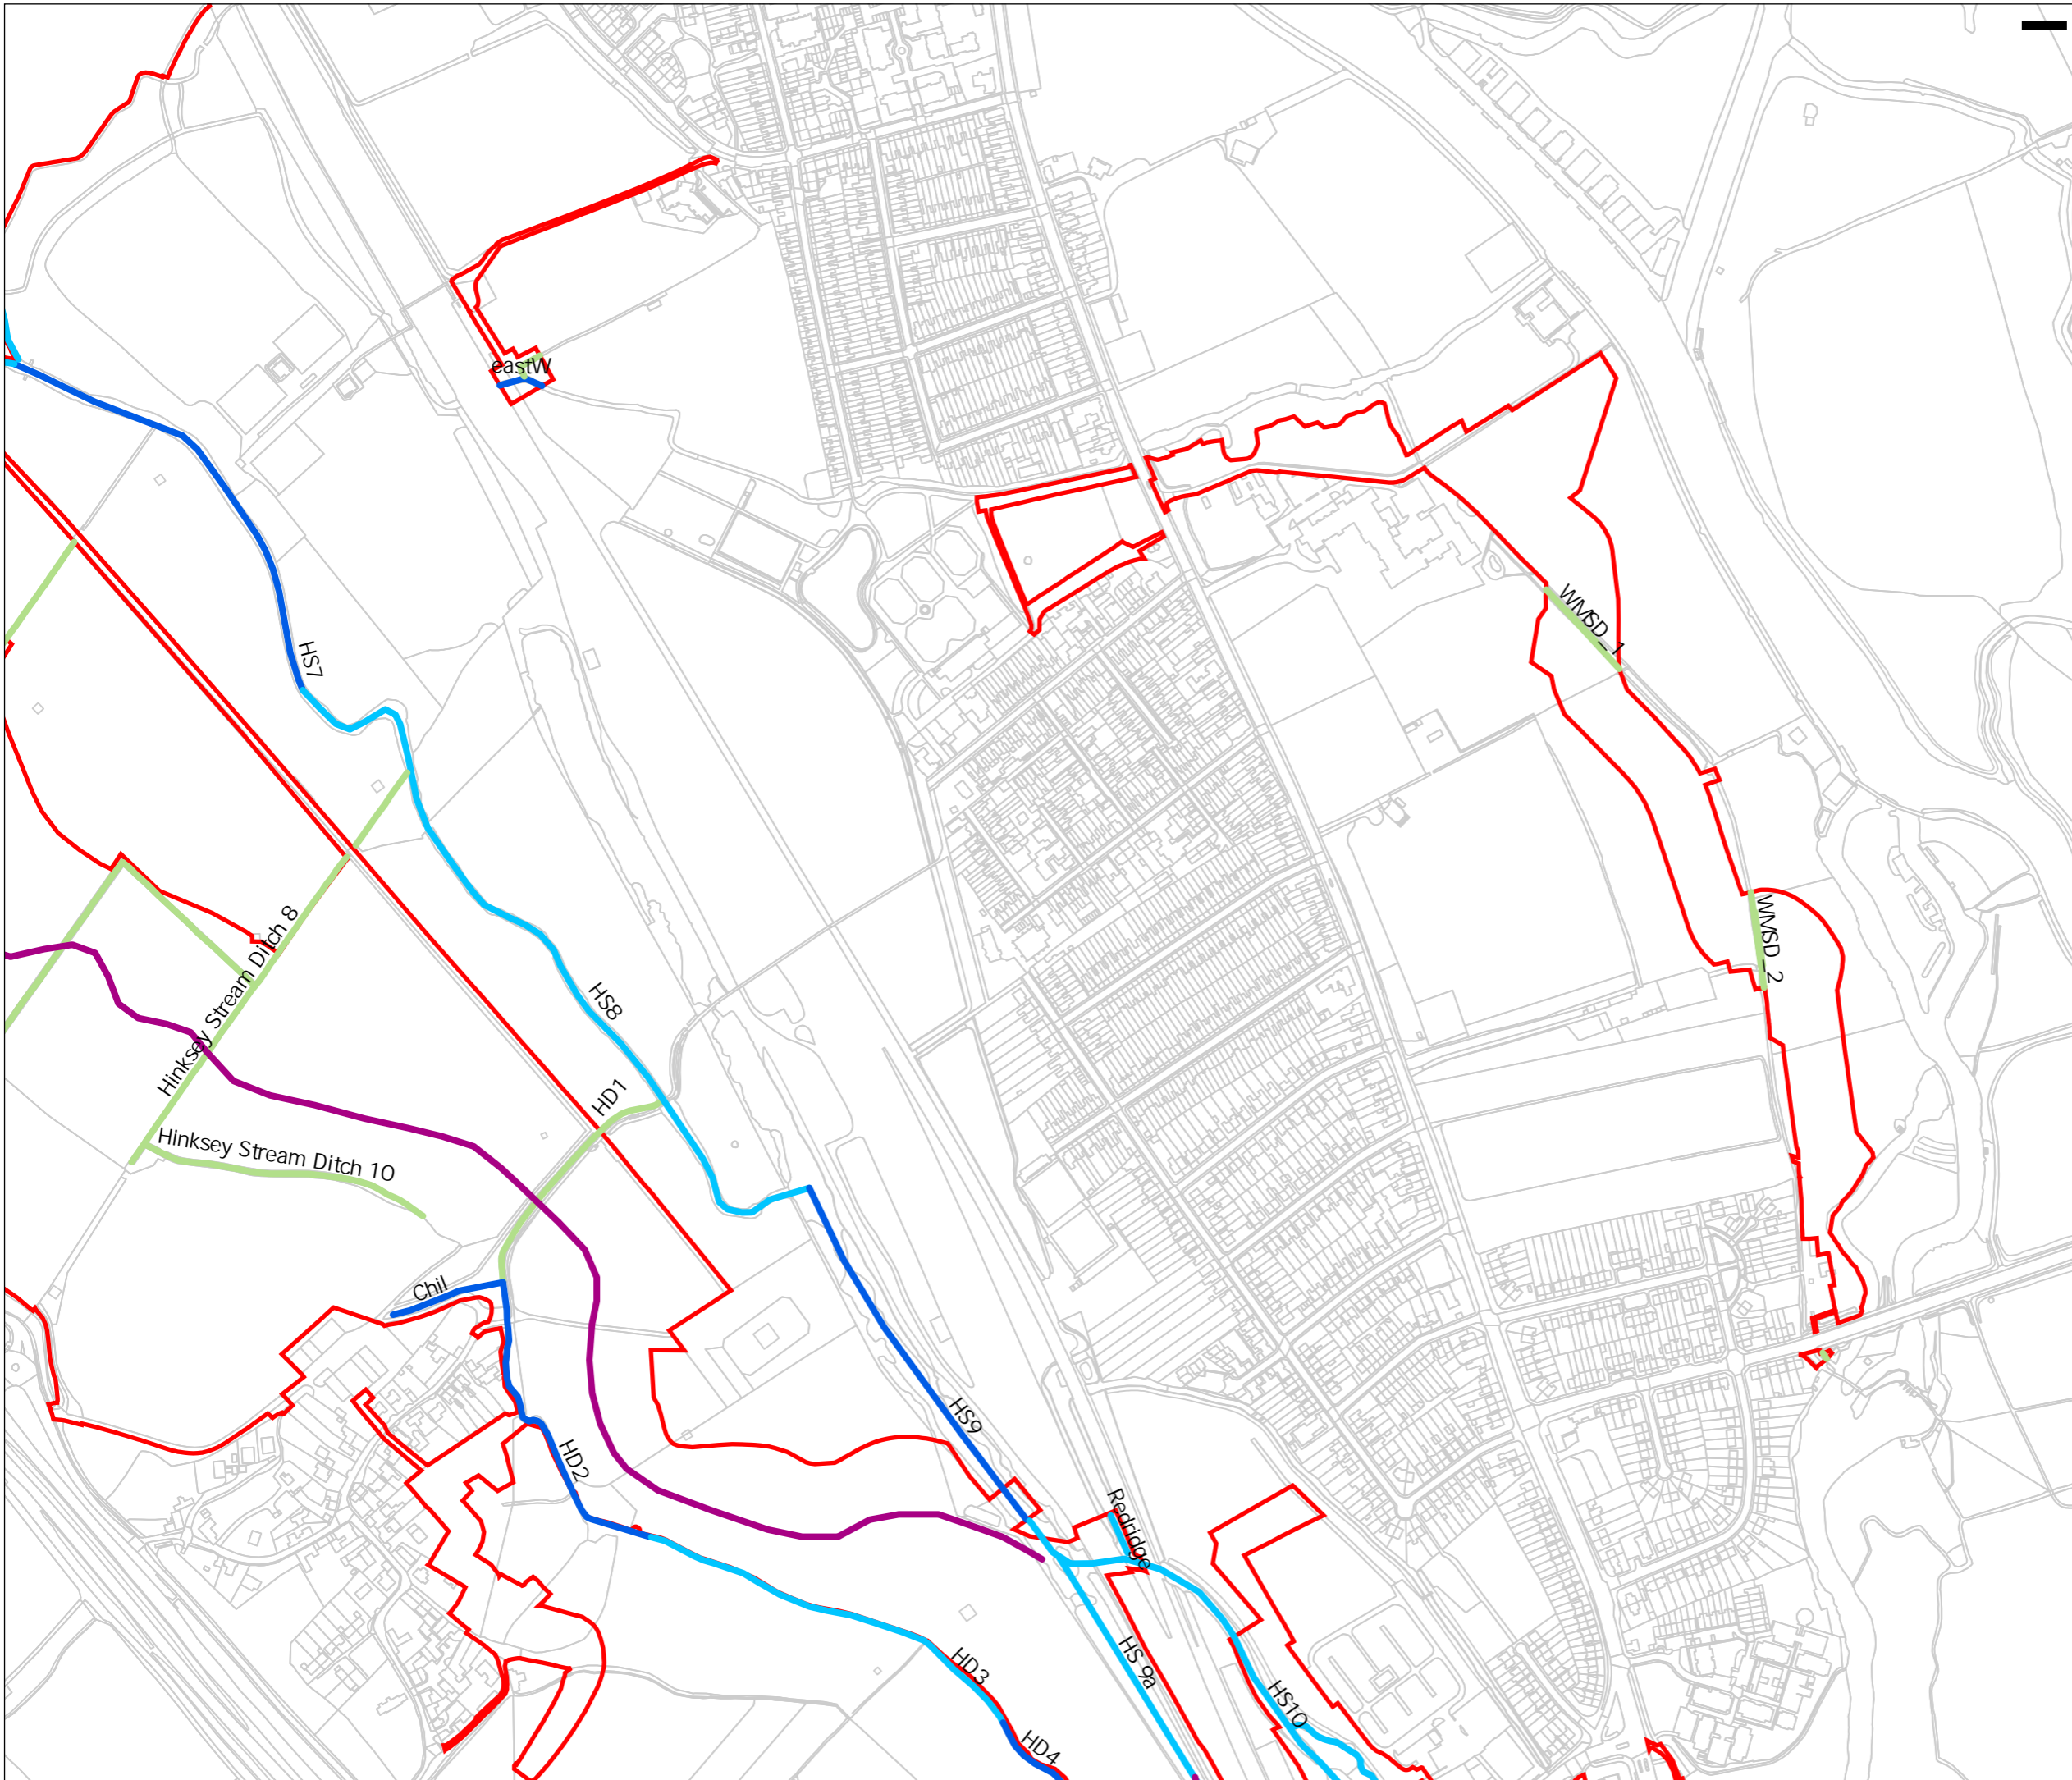 eastW
WMSD_1
HS7
WMSD_2
Hinksey Stream Ditch 8
HS8
HD1
Hinksey Stream Ditch 10
Chil
HS9
HD2
Redridge
HS 9a
HD3
HS10
HD4